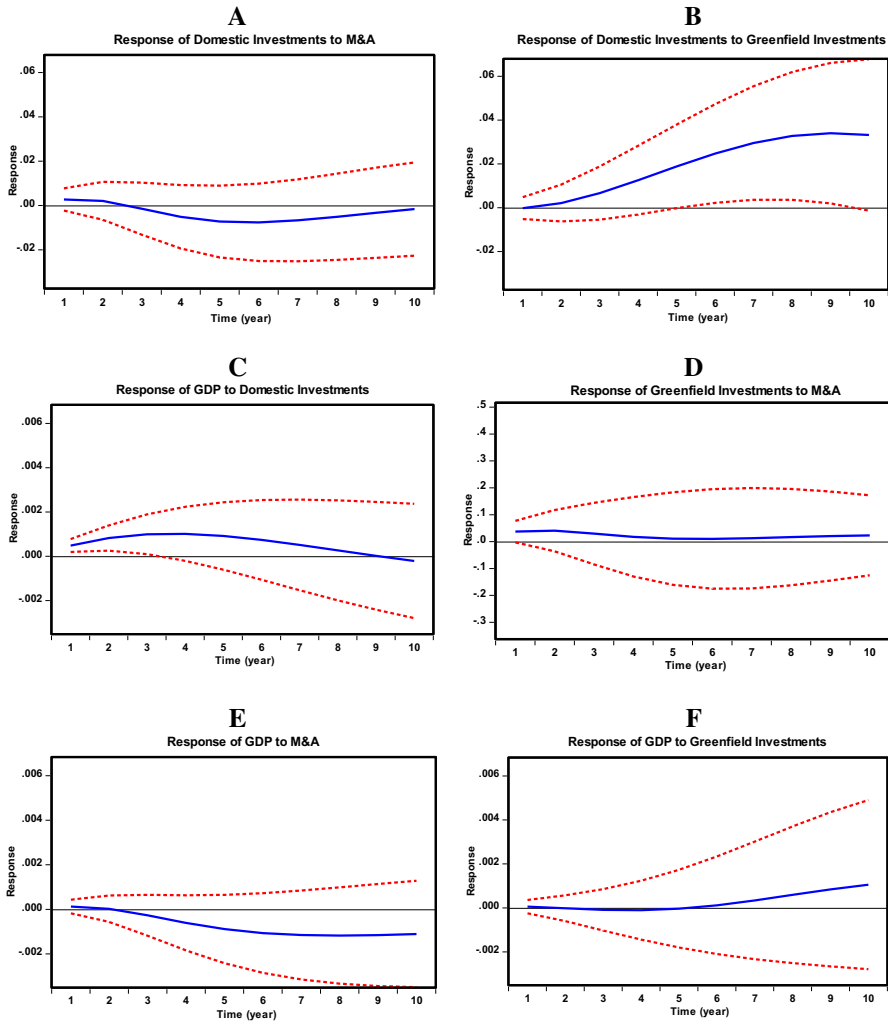 A
Response of Domestic Investments to M&A
.06
.04
.02
.00
-.02
Response
1 2 3 4 5 6 7 8 9 10
Time (year)
B
Response of Domestic Investments to Greenfield Investments
.06
.04
.02
.00
-.02
Response
1 2 3 4 5 6 7 8 9 10
Time (year)
C
Response of GDP to Domestic Investments
.006
.004
.002
.000
-.002
Response
1 2 3 4 5 6 7 8 9 10
Time (year)
D
Response of Greenfield Investments to M&A
.5
.4
.3
.2
.1
.0
-.1
-.2
-.3
Response
1 2 3 4 5 6 7 8 9 10
Time (year)
E
Response of GDP to M&A
.006
.004
.002
.000
-.002
Response
1 2 3 4 5 6 7 8 9 10
Time (year)
F
Response of GDP to Greenfield Investments
.006
.004
.002
.000
-.002
Response
1 2 3 4 5 6 7 8 9 10
Time (year)